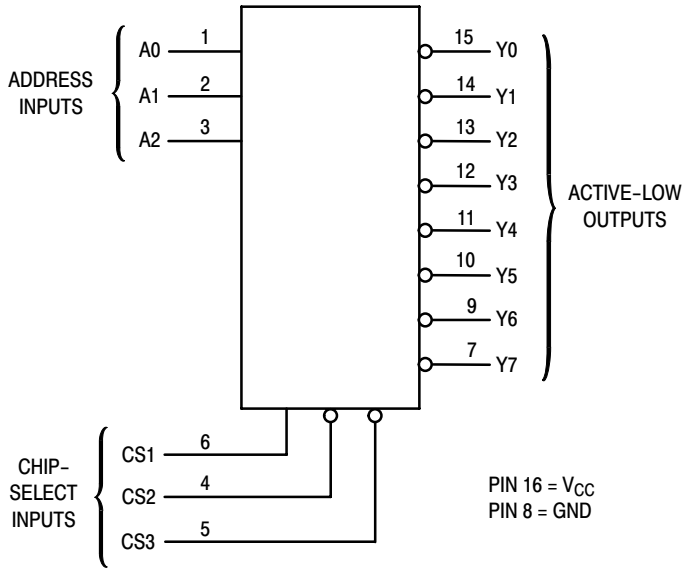 ADDRESS
INPUTS
A0 1
A1 2
A2 3
15 Y0
14 Y1
13 Y2
12 Y3
11 Y4
10 Y5
9 Y6
7 Y7
ACTIVE-LOW
OUTPUTS
CHIP-
SELECT
INPUTS
CS1 6
CS2 4
CS3 5
PIN 16 = VCC
PIN 8 = GND